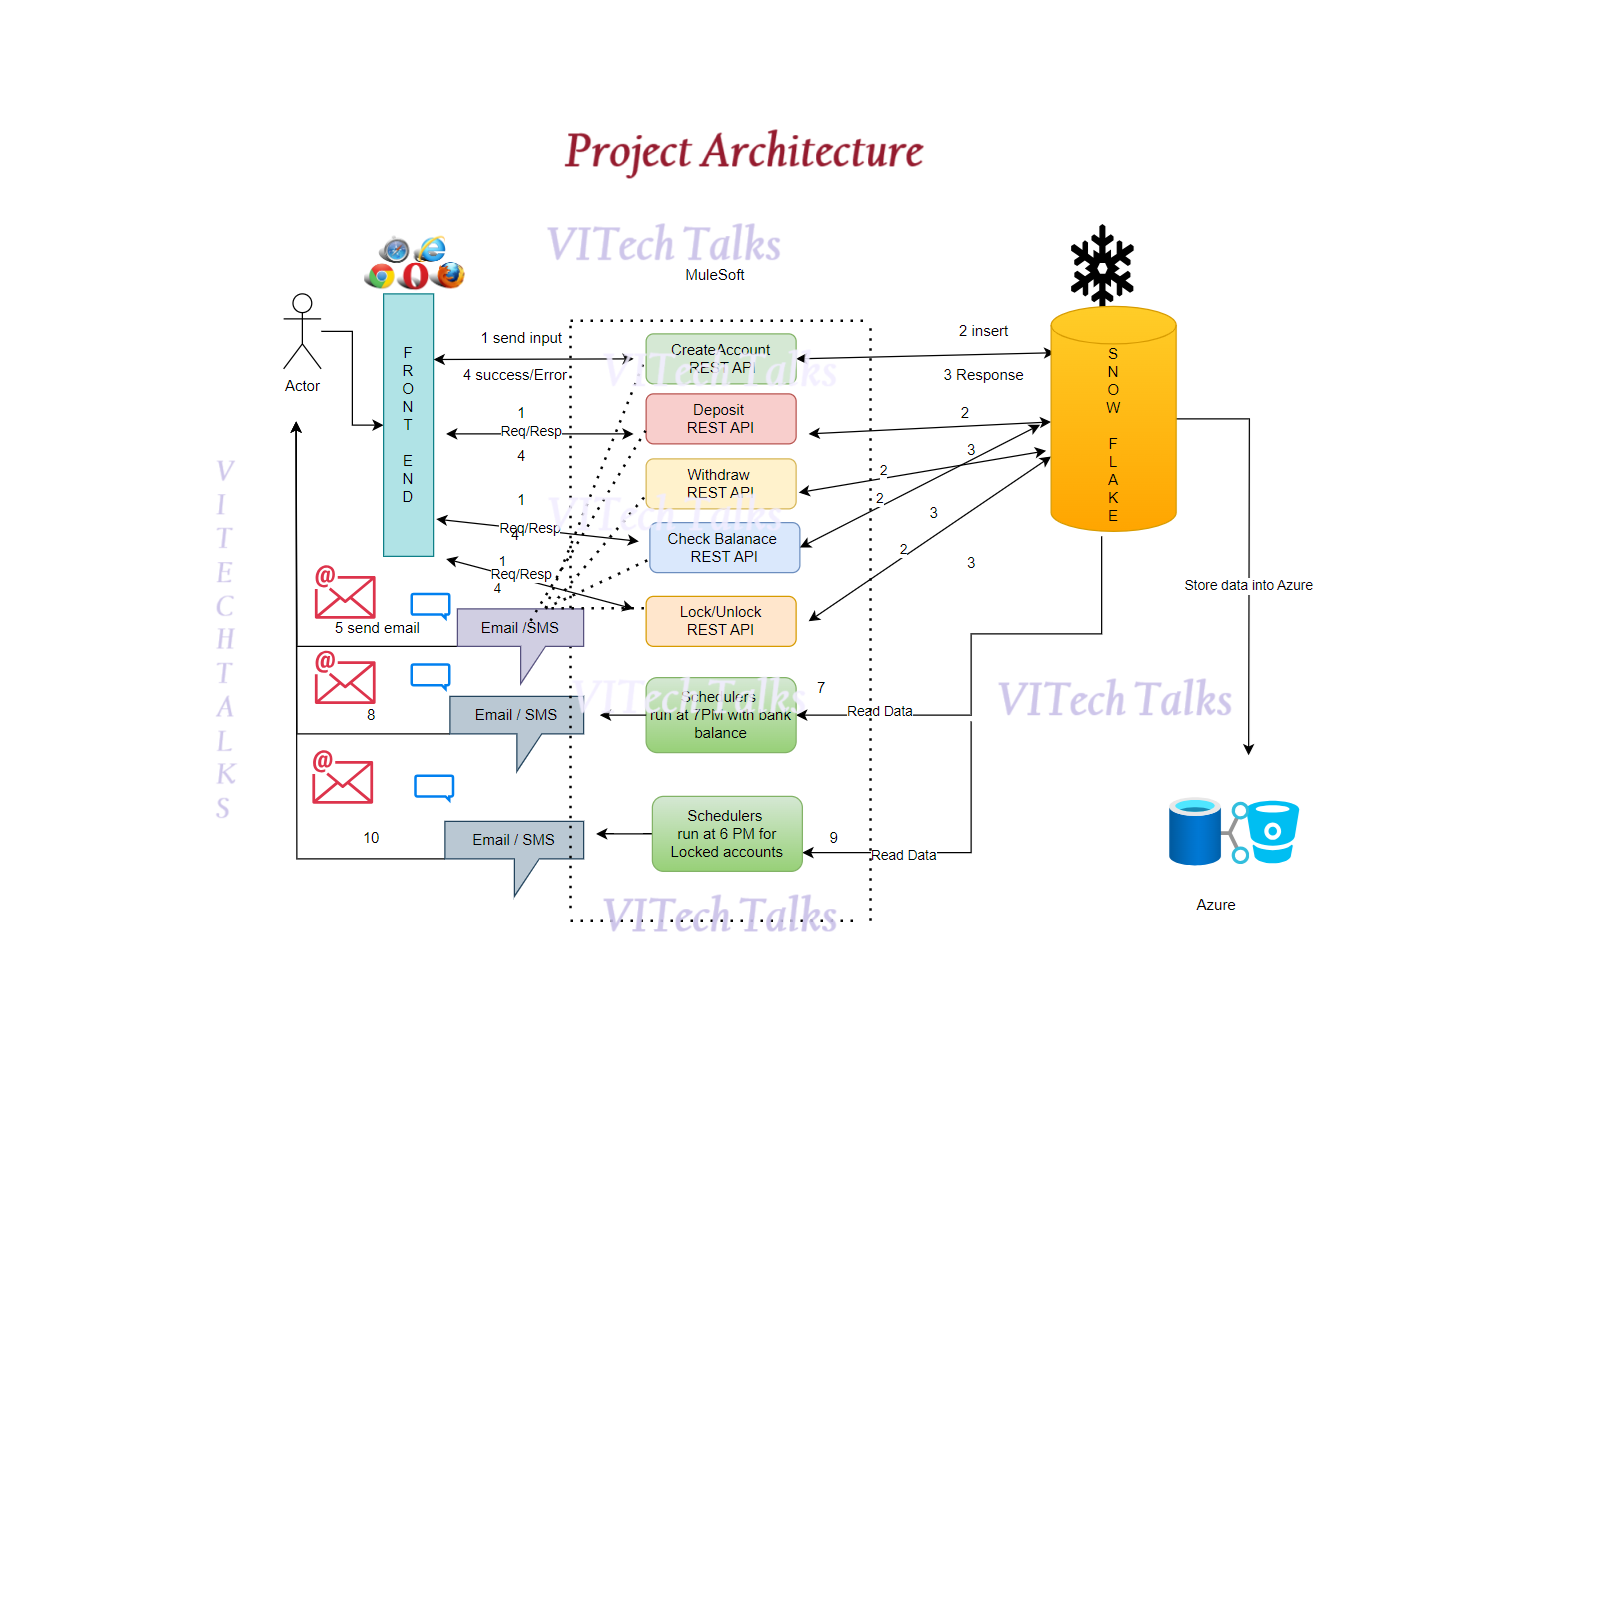 Project Architecture
VITech Talks
MuleSoft
Actor
F
R
O
N
T
E
N
D
1 send input
4 success/Error
CreateAccount
REST API
VITech Talks
2 insert
3 Response
S
N
O
W
F
L
A
K
E
1
Req/Resp
4
Deposit
REST API
2
3
Withdraw
REST API
2
VITech Talks
1
Req/Resp
4
Check Balanace
REST API
2
3
1
Req/Resp
4
Lock/Unlock
REST API
2
3
Store data into Azure
V
I
T
E
C
H
T
A
L
K
S
5 send email
Email /SMS
8
Email / SMS
VITech Talks
Schedulers
run at 7PM with bank
balance
7
Read Data
VITech Talks
10
Email / SMS
Schedulers
run at 6 PM for
Locked accounts
9
Read Data
Azure
VITech Talks